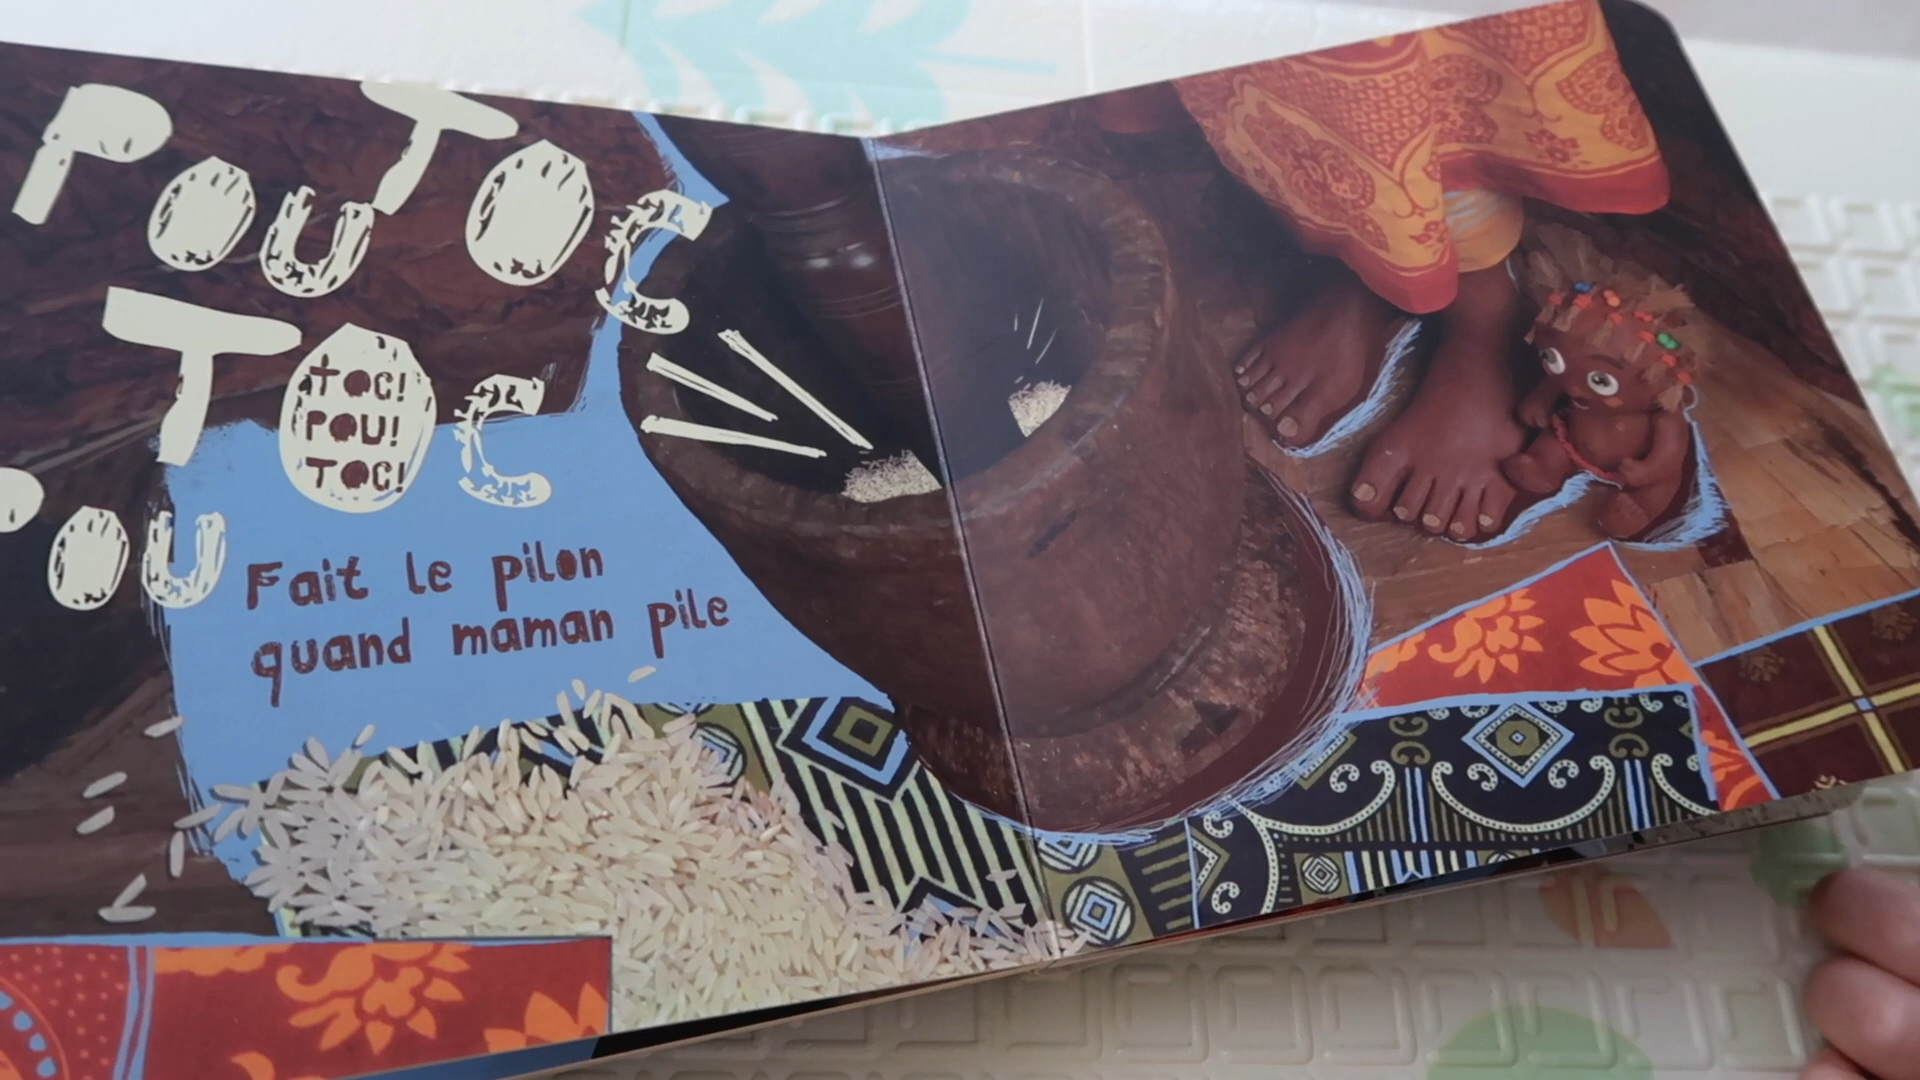 POU TOC
TOC
TOC!
POU!
TOC!
POU
Fait le pilon
quand maman pile